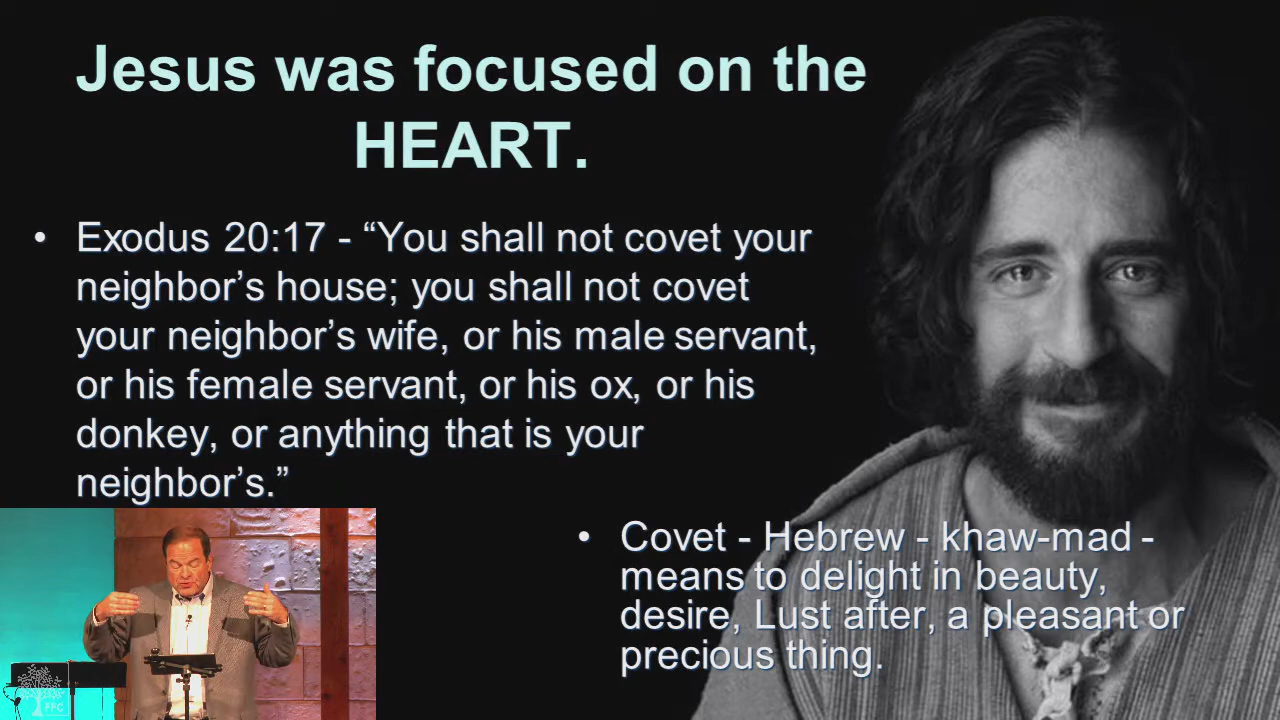 Jesus was focused on the
HEART.
• Exodus 20:17 - “You shall not covet your
neighbor’s house; you shall not covet
your neighbor’s wife, or his male servant,
or his female servant, or his ox, or his
donkey, or anything that is your
neighbor’s.”
• Covet - Hebrew - khaw-mad -
means to delight in beauty,
desire, Lust after, a pleasant or
precious thing.
FPC